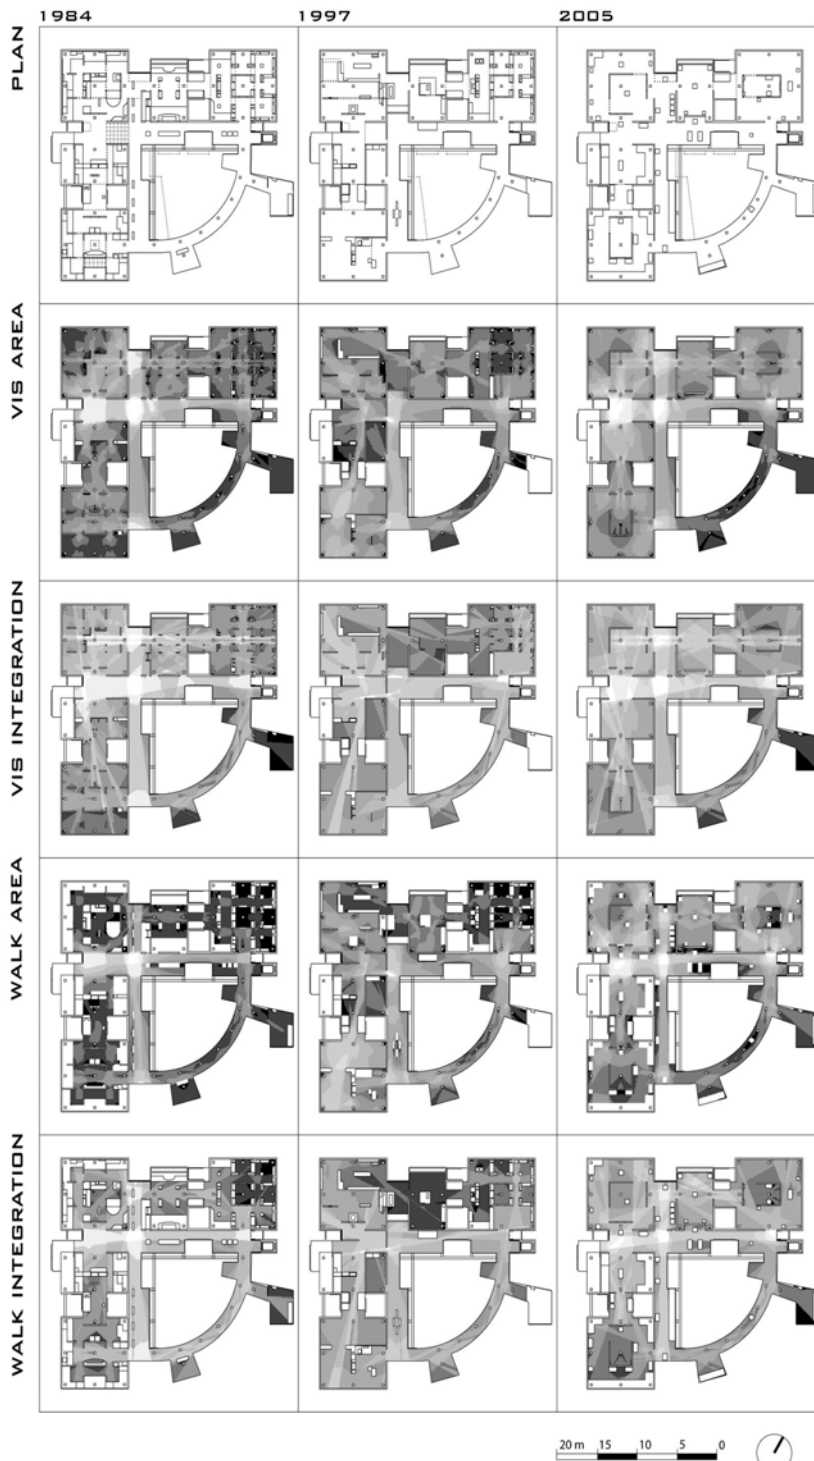 1984 1997 2005
PLAN
VIS AREA
VIS INTEGRATION
WALK AREA
WALK INTEGRATION
20 m 15 10 5 0